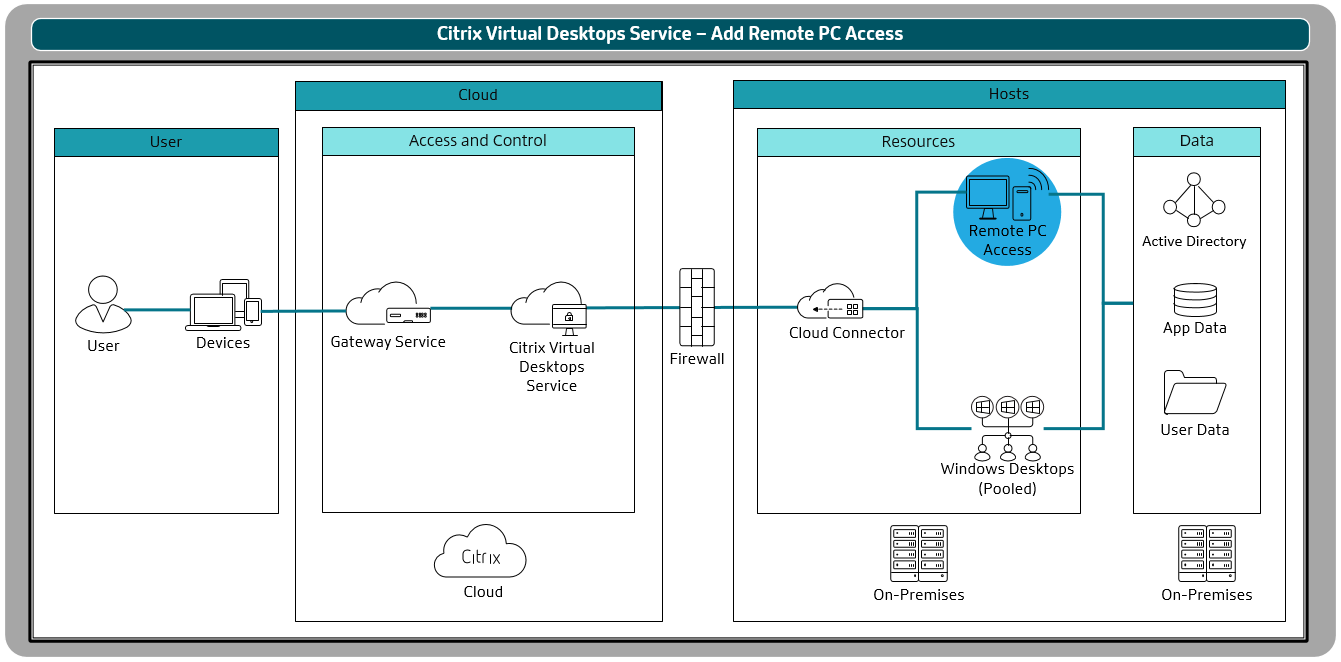 Citrix Virtual Desktops Service – Add Remote PC Access
User
User
Devices
Cloud
Access and Control
Gateway Service
Citrix Virtual
Desktops
Service
Citrix
Cloud
Firewall
Hosts
Resources
Cloud Connector
Remote PC
Access
Windows Desktops
(Pooled)
On-Premises
Data
Active Directory
App Data
User Data
On-Premises